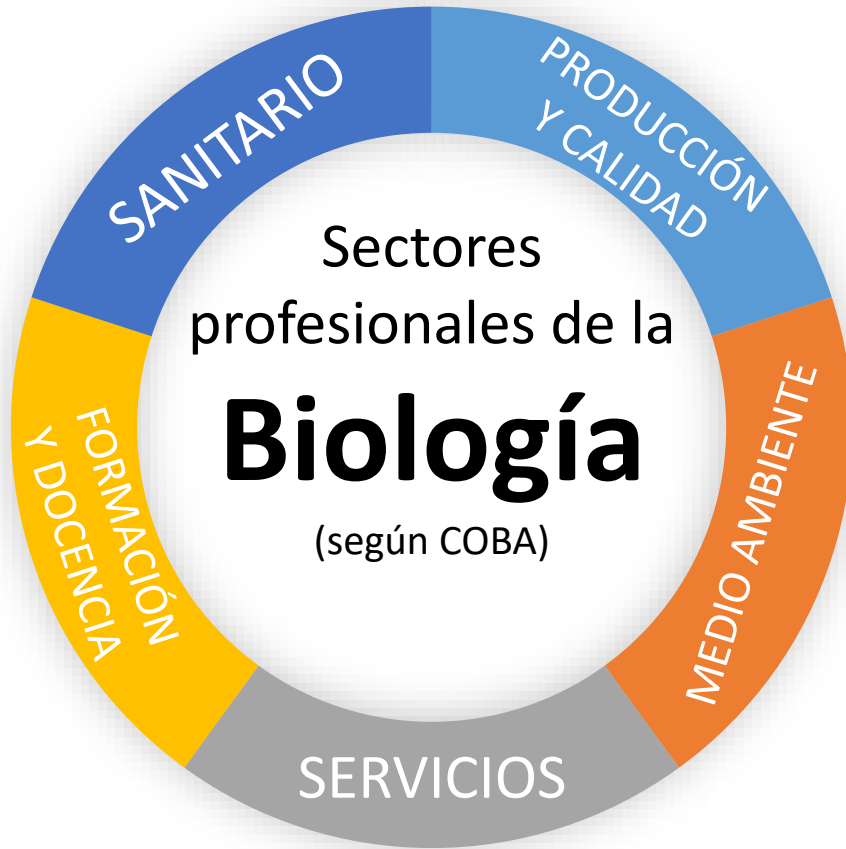 Sectores
profesionales de la
Biología
(según COBA)
SANITARIO
PRODUCCIÓN
Y CALIDAD
MEDIO AMBIENTE
SERVICIOS
FORMACIÓN
Y DOCENCIA